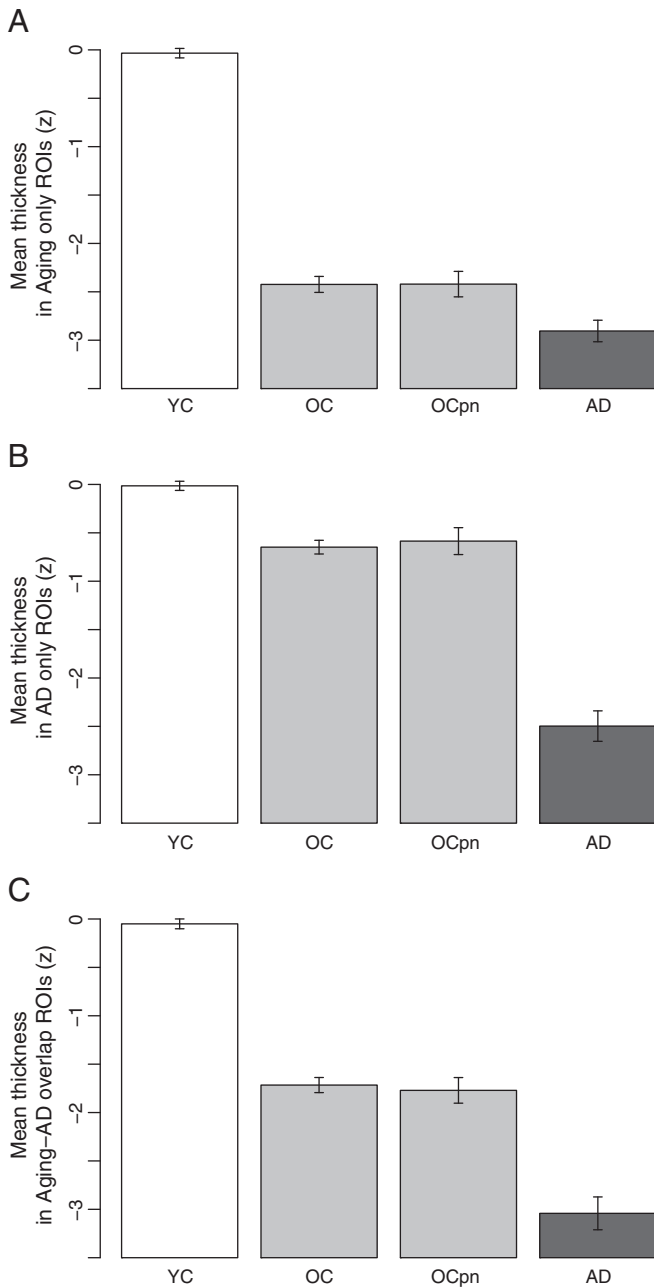 A
Mean thickness
in Aging only ROIs (z)
0
-1
-2
-3
YC OC OCpn AD
B
Mean thickness
in AD only ROIs (z)
0
-1
-2
-3
YC OC OCpn AD
C
Mean thickness
in Aging–AD overlap ROIs (z)
0
-1
-2
-3
YC OC OCpn AD